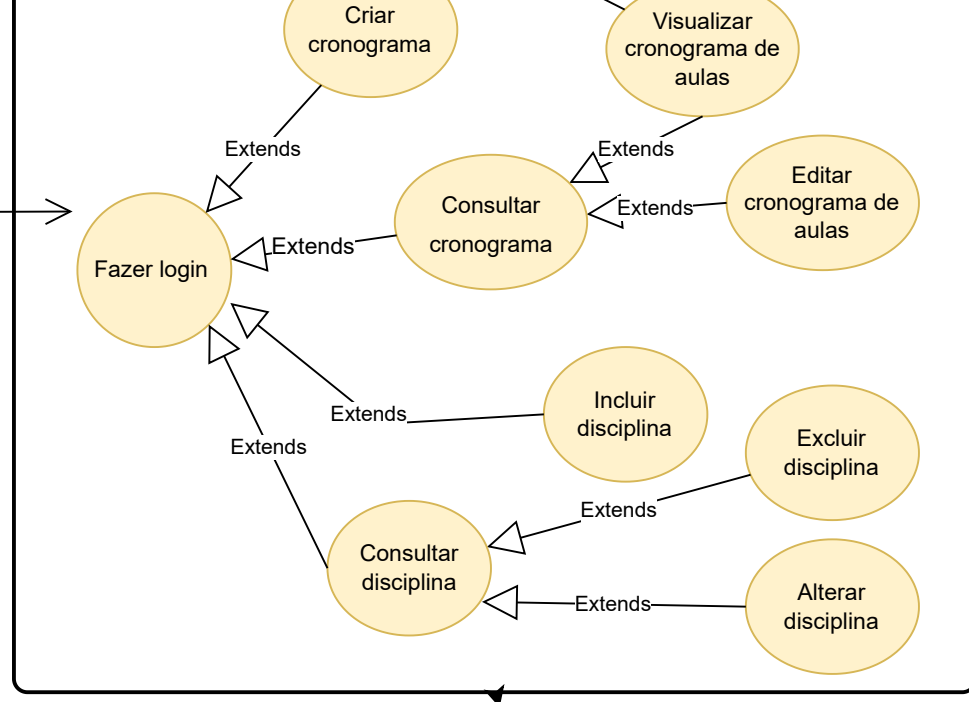 Criar
cronograma
Visualizar
cronograma de
aulas
Extends
Extends
Editar
cronograma de
aulas
Consultar
cronograma
Extends
Extends
Fazer login
Incluir
disciplina
Extends
Extends
Excluir
disciplina
Extends
Consultar
disciplina
Extends
Alterar
disciplina